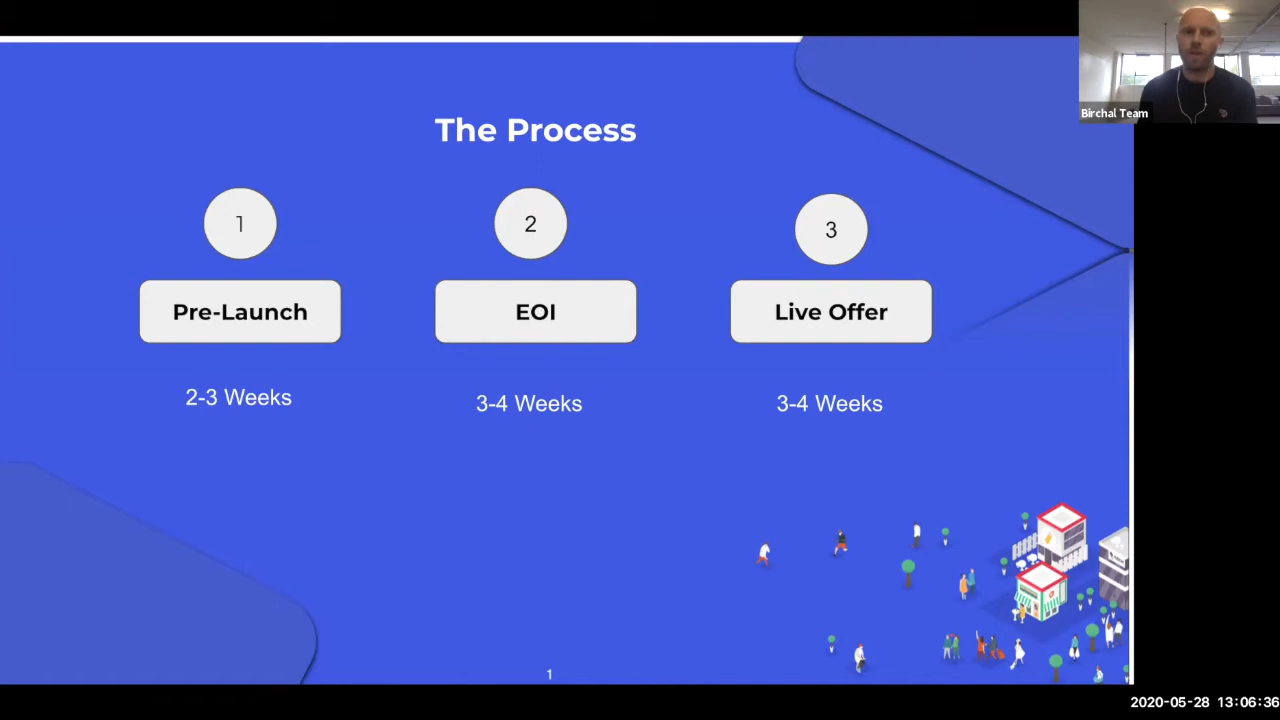 The Process
1
2
3
Pre-Launch
EOI
Live Offer
2-3 Weeks
3-4 Weeks
3-4 Weeks
1
Birchal Team
2020-05-28 13:06:36